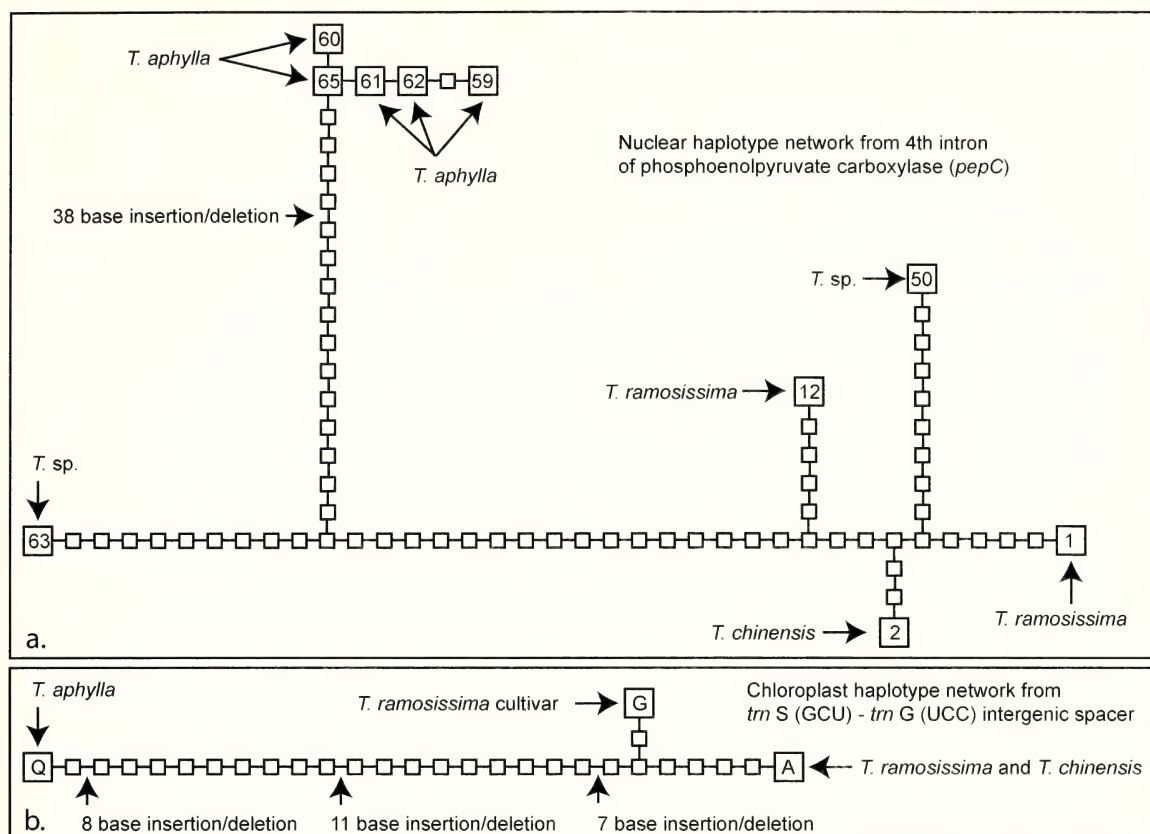 T. aphylla
60
65 61 62 59
T. aphylla
Nuclear haplotype network from 4th intron
of phosphoenolpyruvate carboxylase (pepC)
38 base insertion/deletion
T. sp.
50
T. ramosissima
12
T. sp.
63
1
T. ramosissima
T. chinensis
2
a.
T. aphylla
T. ramosissima cultivar
G
Chloroplast haplotype network from
trn S (GCU) - trn G (UCC) intergenic spacer
Q
A
T. ramosissima and T. chinensis
b.
8 base insertion/deletion
11 base insertion/deletion
7 base insertion/deletion